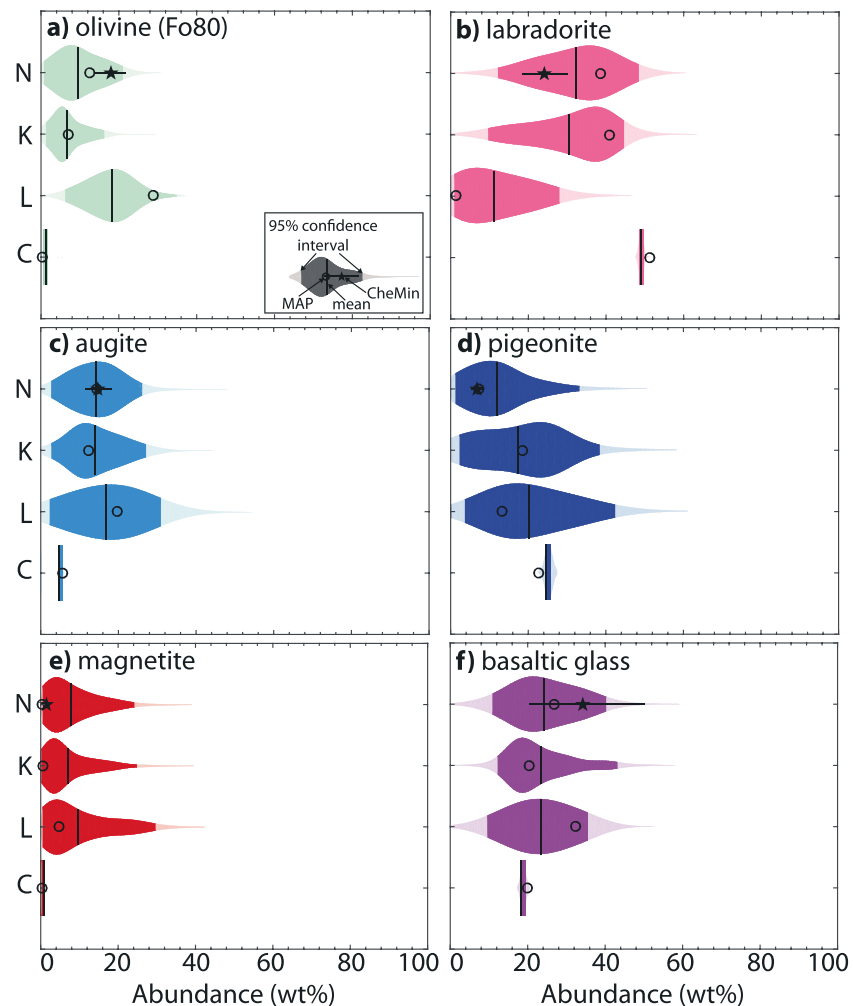 a) olivine (Fo80)
b) labradorite
N
K
L
C
95% confidence
interval
MAP
mean
CheMin
c) augite
d) pigeonite
N
K
L
C
e) magnetite
f) basaltic glass
N
K
L
C
0 20 40 60 80 100
0 20 40 60 80 100
Abundance (wt%)
Abundance (wt%)